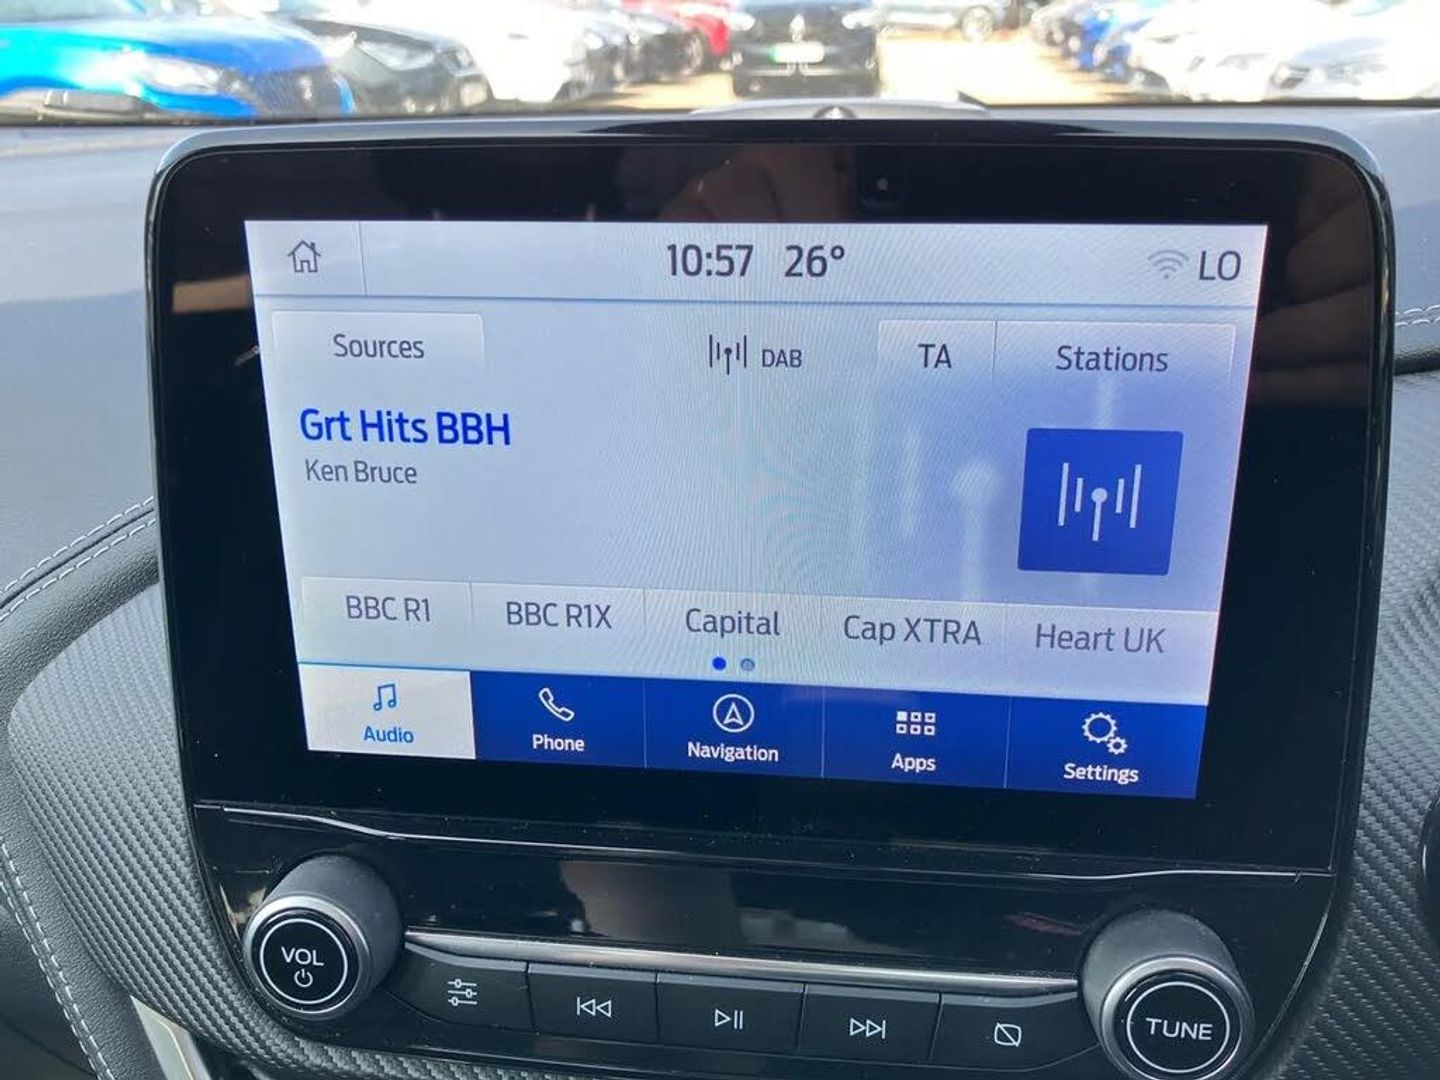 10:57 26° LO
Sources DAB TA Stations
Grt Hits BBH
Ken Bruce
BBC R1 BBC R1X Capital Cap XTRA Heart UK
Audio Phone Navigation Apps Settings
VOL
TUNE